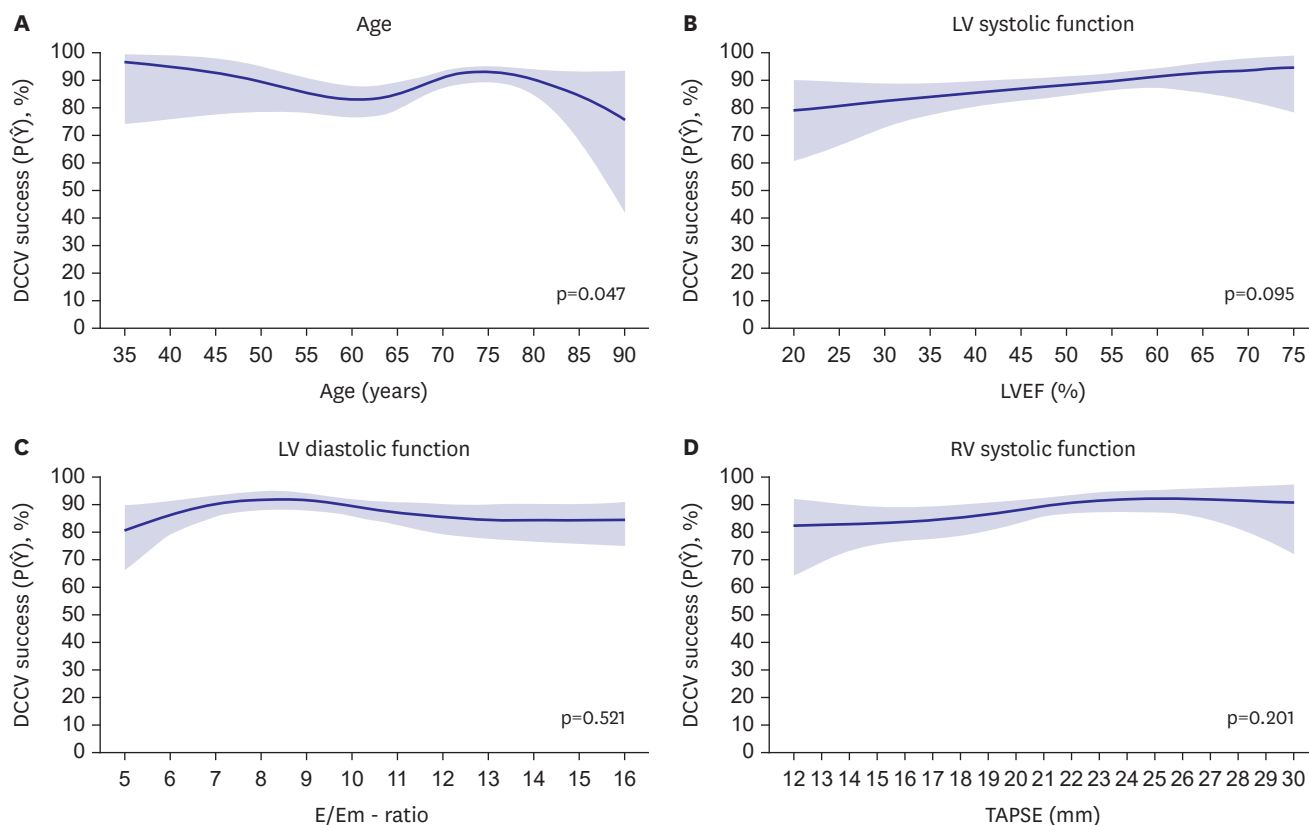 A
Age
DCCV success (P(Ŷ), %)
100
90
80
70
60
50
40
30
20
10
0
p=0.047
35 40 45 50 55 60 65 70 75 80 85 90
Age (years)
B
LV systolic function
DCCV success (P(Ŷ), %)
100
90
80
70
60
50
40
30
20
10
0
p=0.095
20 25 30 35 40 45 50 55 60 65 70 75
LVEF (%)
C
LV diastolic function
DCCV success (P(Ŷ), %)
100
90
80
70
60
50
40
30
20
10
0
p=0.521
5 6 7 8 9 10 11 12 13 14 15 16
E/Em - ratio
D
RV systolic function
DCCV success (P(Ŷ), %)
100
90
80
70
60
50
40
30
20
10
0
p=0.201
12 13 14 15 16 17 18 19 20 21 22 23 24 25 26 27 28 29 30
TAPSE (mm)